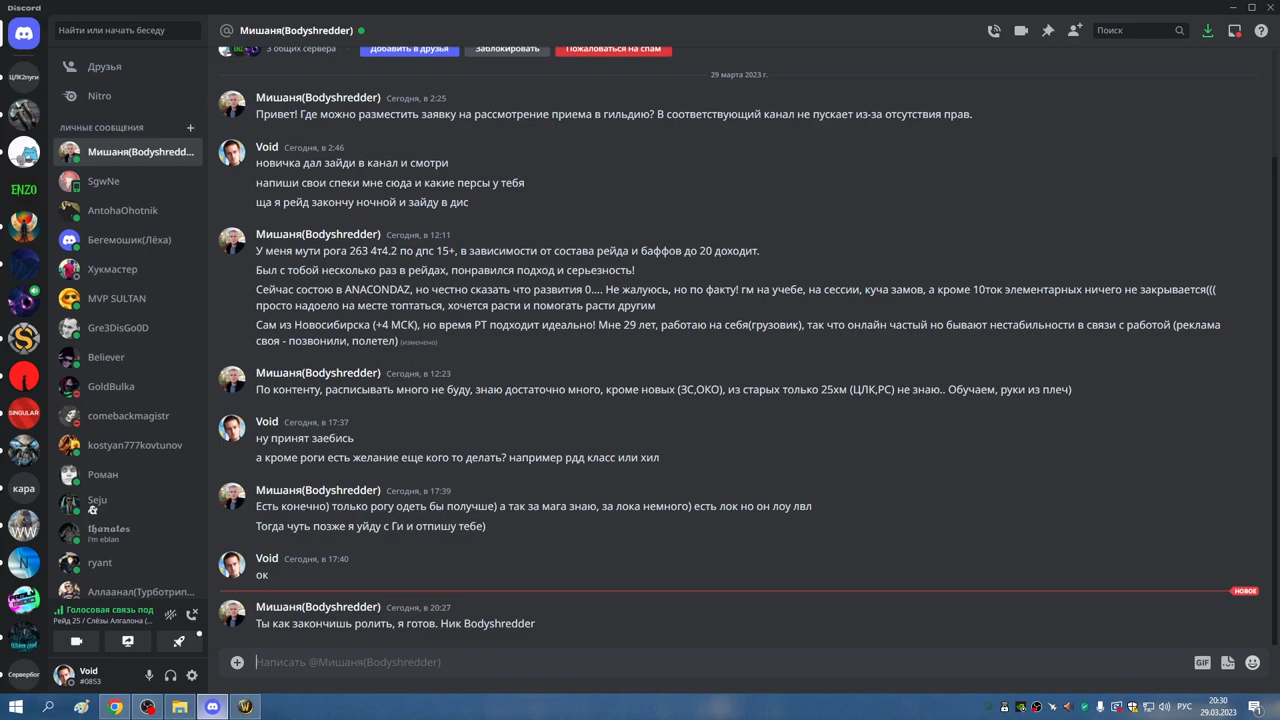 Discord
Найти или начать беседу
Мишаня(Bodyshredder)
Поиск
3 общих сервера
Добавить в друзья
Заблокировать
Пожаловаться на спам
ЦЛК2пуги
Друзья
Nitro
ЛИЧНЫЕ СООБЩЕНИЯ
Мишаня(Bodyshredd...
SgwNe
ENZO
AntohaOhotnik
Бегемошик(Лёха)
Хукмастер
MVP SULTAN
Gre3DisGo0D
Believer
GoldBulka
SINGULAR
comebackmagistr
kostyan777kovtunov
Роман
кара
Seju
𝖙𝖍𝖆𝖓𝖆𝖙𝖔𝖘
I'm eblan
ryant
Аллаанал(Турботрип...
Голосовая связь под
Рейд 25 / Слёзы Алгалона (...
Void
#0853
Сервербог
29 марта 2023 г.
Мишаня(Bodyshredder) Сегодня, в 2:25
Привет! Где можно разместить заявку на рассмотрение приема в гильдию? В соответствующий канал не пускает из-за отсутствия прав.
Void Сегодня, в 2:46
новичка дал зайди в канал и смотри
напиши свои спеки мне сюда и какие персы у тебя
ща я рейд закончу ночной и зайду в дис
Мишаня(Bodyshredder) Сегодня, в 12:11
У меня мути рога 263 4т4.2 по дпс 15+, в зависимости от состава рейда и баффов до 20 доходит.
Был с тобой несколько раз в рейдах, понравился подход и серьезность!
Сейчас состою в ANACONDAZ, но честно сказать что развития 0.... Не жалуюсь, но по факту! гм на учебе, на сессии, куча замов, а кроме 10ток элементарных ничего не закрывается(((
просто надоело на месте топтаться, хочется расти и помогать расти другим
Сам из Новосибирска (+4 МСК), но время РТ подходит идеально! Мне 29 лет, работаю на себя(грузовик), так что онлайн частый но бывают нестабильности в связи с работой (реклама
своя - позвонили, полетел) (изменено)
Мишаня(Bodyshredder) Сегодня, в 12:23
По контенту, расписывать много не буду, знаю достаточно много, кроме новых (ЗС,ОКО), из старых только 25хм (ЦЛК,РС) не знаю.. Обучаем, руки из плеч)
Void Сегодня, в 17:37
ну принят заебись
а кроме роги есть желание еще кого то делать? например рдд класс или хил
Мишаня(Bodyshredder) Сегодня, в 17:39
Есть конечно) только рогу одеть бы получше) а так за мага знаю, за лока немного) есть лок но он лоу лвл
Тогда чуть позже я уйду с Ги и отпишу тебе)
Void Сегодня, в 17:40
ок
НОВОЕ
Мишаня(Bodyshredder) Сегодня, в 20:27
Ты как закончишь ролить, я готов. Ник Bodyshredder
Написать @Мишаня(Bodyshredder)
GIF
РУС
20:30
29.03.2023